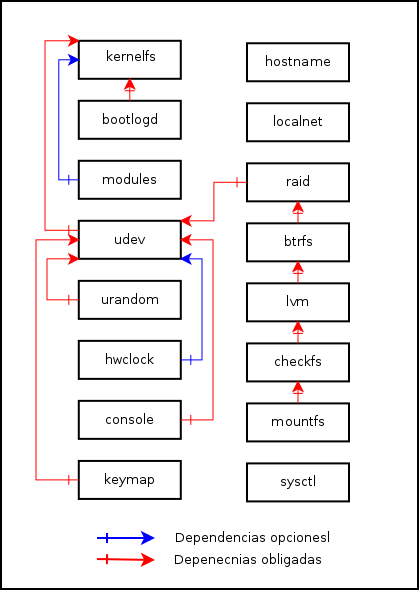 kernelfs
bootlogd
modules
udev
urandom
hwclock
console
keymap
hostname
localnet
raid
btrfs
lvm
checkfs
mountfs
sysctl
Dependencias opcionesl
Depenecnias obligadas